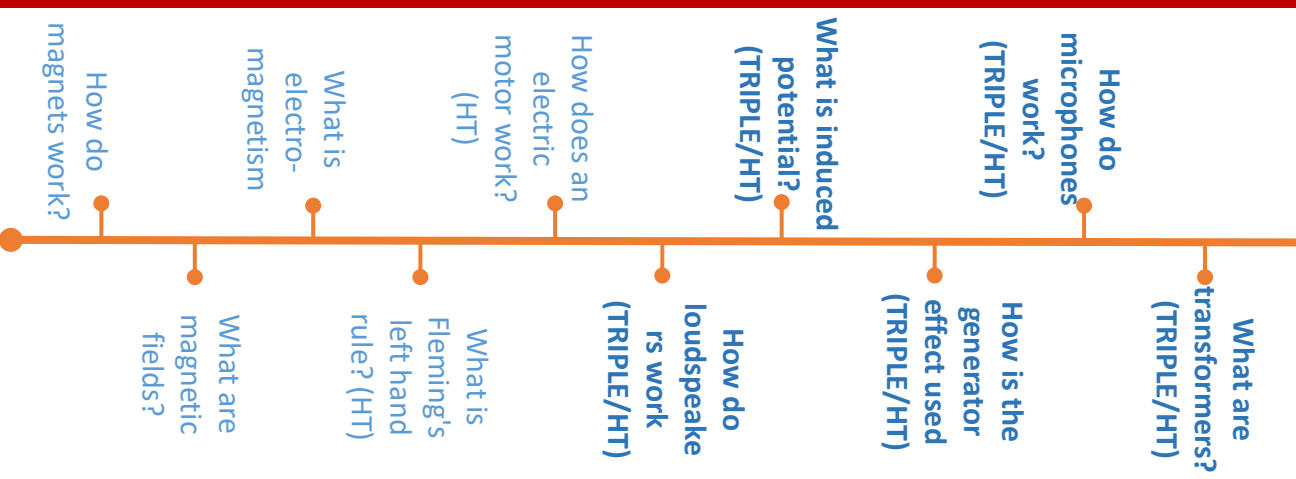 How do
magnets work?
What are
magnetic
fields?
What is
electro-
magnetism
What is
Fleming's
left hand
rule? (HT)
How does an
electric
motor work?
(HT)
How do
loudspeake
rs work
(TRIPLE/HT)
What is induced
potential?
(TRIPLE/HT)
How is the
generator
effect used
(TRIPLE/HT)
How do
microphones
work?
(TRIPLE/HT)
What are
transformers?
(TRIPLE/HT)